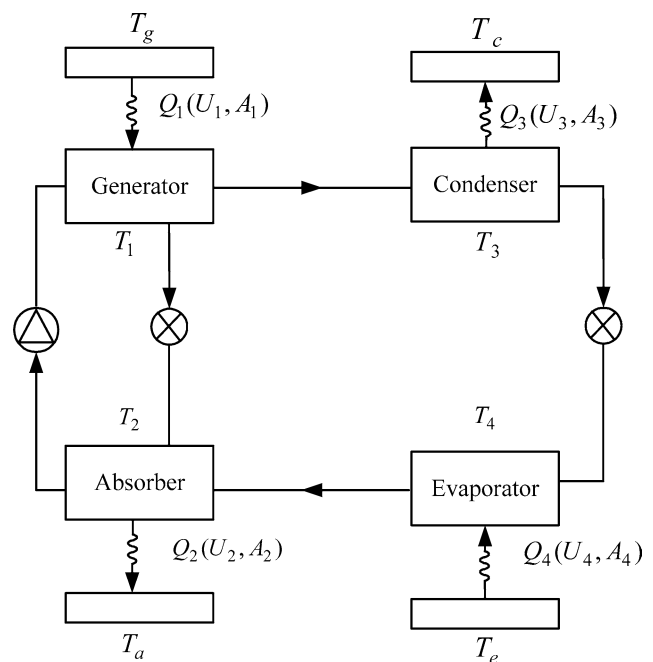 T_g
T_c
Q_1(U_1, A_1)
Q_3(U_3, A_3)
Generator
Condenser
T_1
T_3
T_2
T_4
Absorber
Evaporator
Q_2(U_2, A_2)
Q_4(U_4, A_4)
T_a
T_e